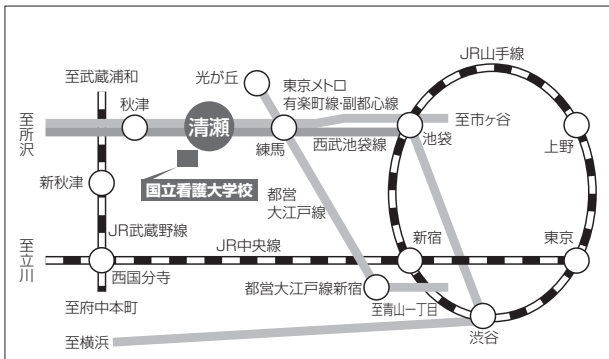 JR山手線
至武蔵浦和
光が丘
東京メトロ
有楽町線・副都心線
秋津
清瀬
至所沢
至市ヶ谷
練馬
池袋
西武池袋線
上野
国立看護大学校
新秋津
都営
大江戸線
JR武蔵野線
JR中央線
新宿
東京
至立川
西国分寺
都営大江戸線新宿
至青山一丁目
至府中本町
渋谷
至横浜